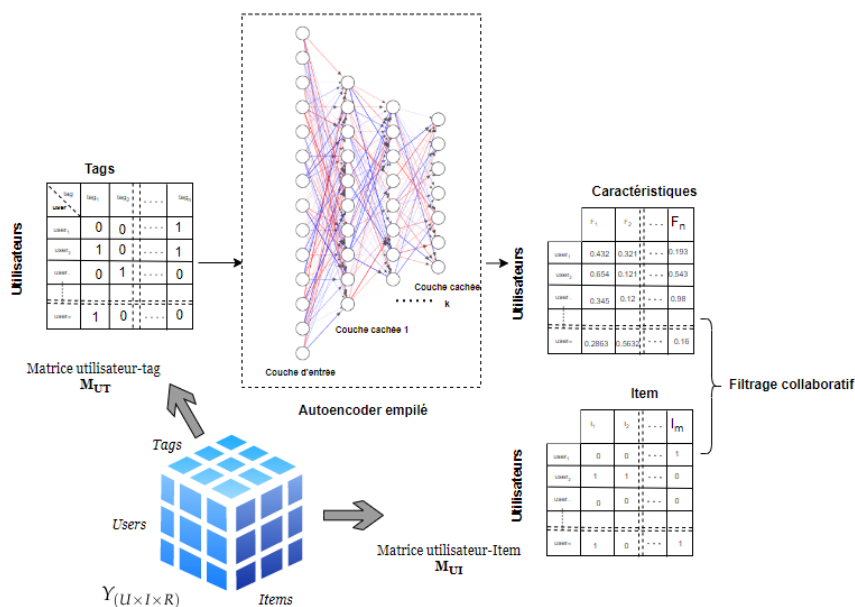 Tags
Utilisateurs
tag user tag₁ tag₂ ..... 
user₁ 0 0 ..... 1
user₂ 1 0 ..... 1
user... 0 1 ..... 0
user 1 0 ..... 0
Matrice utilisateur-tag
M_UT
Couche d'entrée
Couche cachée 1
Couche cachée
...... k
Autoencoder empilé
Caractéristiques
Utilisateurs
F₁ F₂ ... Fn
user₁ 0.432 0.321 ... 0.193
user₂ 0.654 0.121 ... 0.543
user... 0.345 0.12 ... 0.98
user 0.2863 0.5632 ... 0.16
Filtrage collaboratif
Item
Utilisateurs
I₁ I₂ ... Im
user₁ 0 0 ... 1
user₂ 1 1 ... 0
user... 0 0 ... 0
user 1 0 ... 1
Matrice utilisateur-Item
M_UI
Tags
Users
Items
Y(U×I×R)